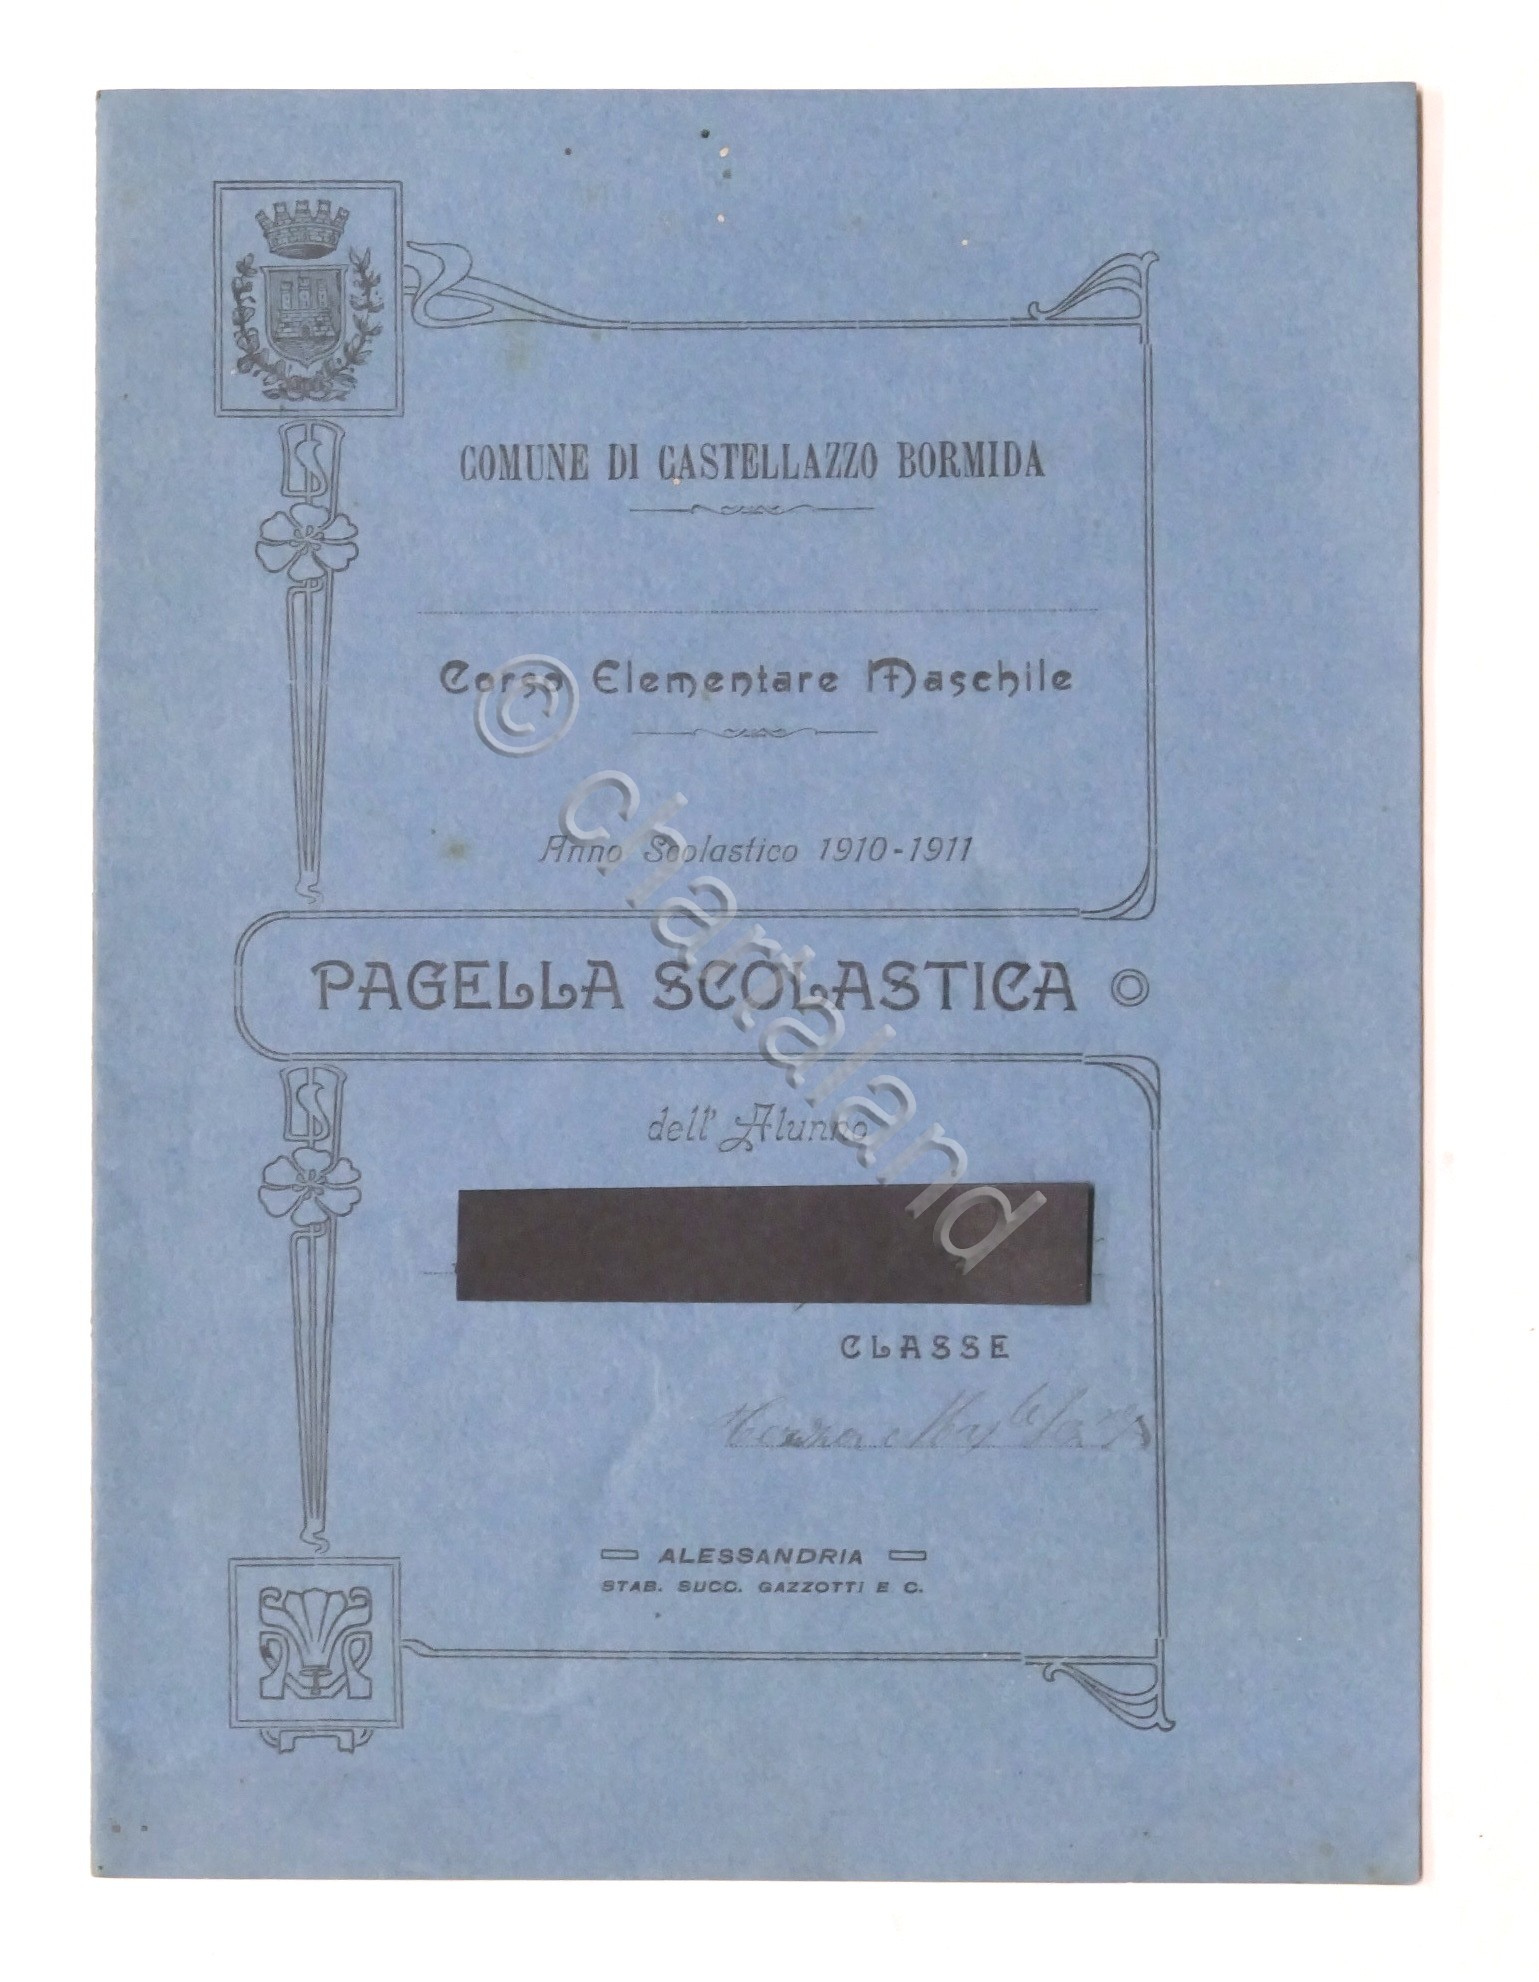 COMUNE DI CASTELLAZZO BORMIDA
Corso Elementare Maschile
Anno Scolastico 1910-1911
PAGELLA SCOLASTICA
dell' Alunno
CLASSE
ALESSANDRIA
STAB. SUCC. GAZZOTTI E C.
© chartaland